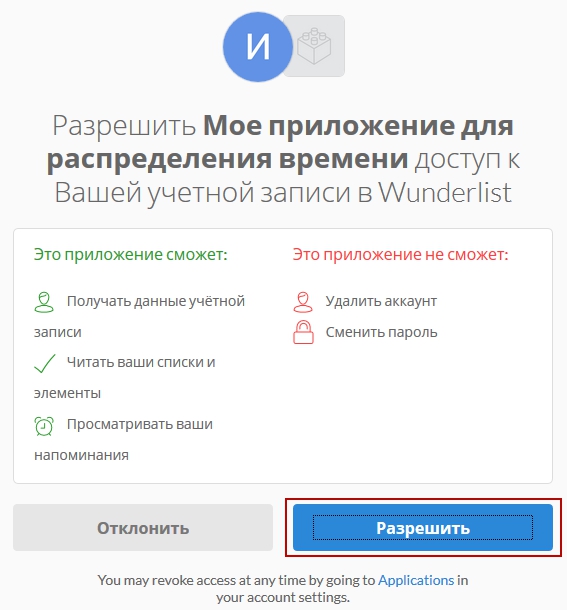 И
Разрешить Мое приложение для
распределения времени доступ к
Вашей учетной записи в Wunderlist
Это приложение сможет:
Получать данные учётной
записи
Читать ваши списки и
элементы
Просматривать ваши
напоминания
Это приложение не сможет:
Удалить аккаунт
Сменить пароль
Отклонить
Разрешить
You may revoke access at any time by going to Applications in
your account settings.